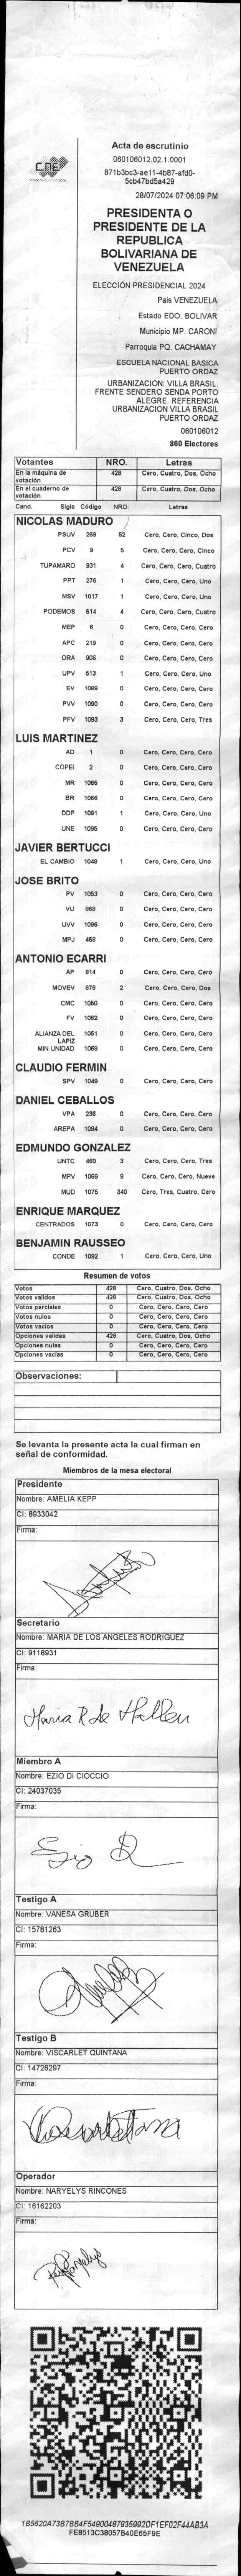 CNE
Acta de escrutinio
060106012.02.1.0001
871b3bc3-ae11-4b87-afd0-
5cb47bd5a429
28/07/2024 07:06:09 PM
PRESIDENTA O
PRESIDENTE DE LA
REPUBLICA
BOLIVARIANA DE
VENEZUELA
ELECCIÓN PRESIDENCIAL 2024
Pais VENEZUELA
Estado EDO. BOLIVAR
Municipio MP. CARONI
Parroquia PQ. CACHAMAY
ESCUELA NACIONAL BASICA
PUERTO ORDAZ
URBANIZACION: VILLA BRASIL.
FRENTE SENDERO SENDA PORTO
ALEGRE. REFERENCIA
URBANIZACION VILLA BRASIL
PUERTO ORDAZ
060106012
860 Electores
Votantes NRO. Letras
En la máquina de votación 428 Cero, Cuatro, Dos, Ocho
En el cuaderno de votación 428 Cero, Cuatro, Dos, Ocho
Cand. Sigla Código NRO. Letras
NICOLAS MADURO
PSUV 269 52 Cero, Cero, Cinco, Dos
PCV 9 5 Cero, Cero, Cero, Cinco
TUPAMARO 931 4 Cero, Cero, Cero, Cuatro
PPT 276 1 Cero, Cero, Cero, Uno
MSV 1017 1 Cero, Cero, Cero, Uno
PODEMOS 514 4 Cero, Cero, Cero, Cuatro
MEP 6 0 Cero, Cero, Cero, Cero
APC 219 0 Cero, Cero, Cero, Cero
ORA 906 0 Cero, Cero, Cero, Cero
UPV 513 1 Cero, Cero, Cero, Uno
EV 1089 0 Cero, Cero, Cero, Cero
PVV 1090 0 Cero, Cero, Cero, Cero
PFV 1093 3 Cero, Cero, Cero, Tres
LUIS MARTINEZ
AD 1 0 Cero, Cero, Cero, Cero
COPEI 2 0 Cero, Cero, Cero, Cero
MR 1065 0 Cero, Cero, Cero, Cero
BR 1066 0 Cero, Cero, Cero, Cero
DDP 1091 1 Cero, Cero, Cero, Uno
UNE 1095 0 Cero, Cero, Cero, Cero
JAVIER BERTUCCI
EL CAMBIO 1048 1 Cero, Cero, Cero, Uno
JOSE BRITO
PV 1053 0 Cero, Cero, Cero, Cero
VU 868 0 Cero, Cero, Cero, Cero
UVV 1096 0 Cero, Cero, Cero, Cero
MPJ 458 0 Cero, Cero, Cero, Cero
ANTONIO ECARRI
AP 814 0 Cero, Cero, Cero, Cero
MOVEV 878 2 Cero, Cero, Cero, Dos
CMC 1050 0 Cero, Cero, Cero, Cero
FV 1062 0 Cero, Cero, Cero, Cero
ALIANZA DEL LAPIZ 1051 0 Cero, Cero, Cero, Cero
MIN UNIDAD 1068 0 Cero, Cero, Cero, Cero
CLAUDIO FERMIN
SPV 1049 0 Cero, Cero, Cero, Cero
DANIEL CEBALLOS
VPA 236 0 Cero, Cero, Cero, Cero
AREPA 1094 0 Cero, Cero, Cero, Cero
EDMUNDO GONZALEZ
UNTC 460 3 Cero, Cero, Cero, Tres
MPV 1069 9 Cero, Cero, Cero, Nueve
MUD 1075 340 Cero, Tres, Cuatro, Cero
ENRIQUE MARQUEZ
CENTRADOS 1073 0 Cero, Cero, Cero, Cero
BENJAMIN RAUSSEO
CONDE 1092 1 Cero, Cero, Cero, Uno
Resumen de votos
Votos 428 Cero, Cuatro, Dos, Ocho
Votos validos 428 Cero, Cuatro, Dos, Ocho
Votos parciales 0 Cero, Cero, Cero, Cero
Votos nulos 0 Cero, Cero, Cero, Cero
Votos vacios 0 Cero, Cero, Cero, Cero
Opciones validas 428 Cero, Cuatro, Dos, Ocho
Opciones nulas 0 Cero, Cero, Cero, Cero
Opciones vacias 0 Cero, Cero, Cero, Cero
Observaciones:
Se levanta la presente acta la cual firman en
señal de conformidad.
Miembros de la mesa electoral
Presidente
Nombre: AMELIA KEPP
CI: 8933042
Firma:
Secretario
Nombre: MARIA DE LOS ANGELES RODRIGUEZ
CI: 9118931
Firma:
Maria R de Hallen
Miembro A
Nombre: EZIO DI CIOCCIO
CI: 24037035
Firma:
Testigo A
Nombre: VANESA GRUBER
CI: 15781263
Firma:
Testigo B
Nombre: VISCARLET QUINTANA
CI: 14726297
Firma:
Operador
Nombre: NARYELYS RINCONES
CI: 16162203
Firma:
1B5620A73B7BB4F54900487935992DF1EF02F44AB3A
FE8513C38057B40E65F9E